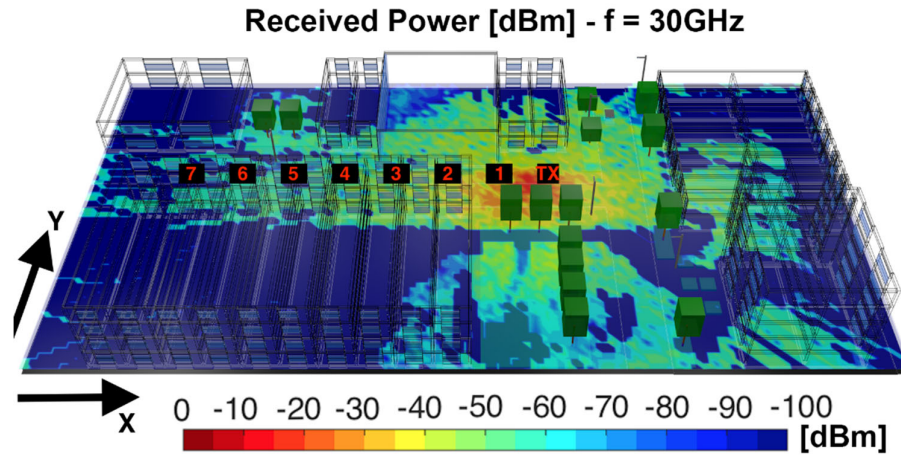 Received Power [dBm] - f = 30GHz
7 6 5 4 3 2 1 TX
Y
X
0 -10 -20 -30 -40 -50 -60 -70 -80 -90 -100
[dBm]